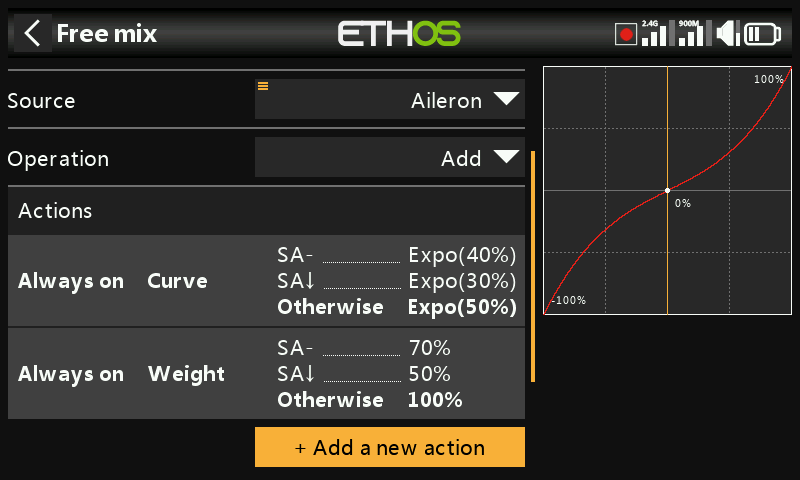 Free mix
ETHOS
2.4G
900M
Source
Aileron
Operation
Add
Actions
Always on Curve
SA- Expo(40%)
SA↓ Expo(30%)
Otherwise Expo(50%)
Always on Weight
SA- 70%
SA↓ 50%
Otherwise 100%
+ Add a new action
100%
0%
-100%